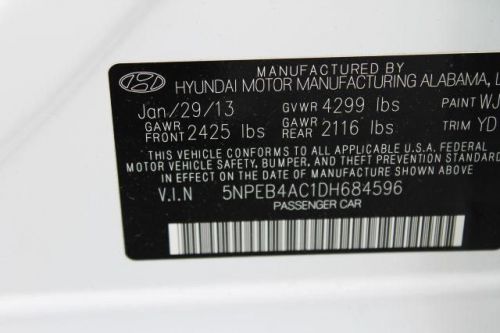 MANUFACTURED BY
HYUNDAI MOTOR MANUFACTURING ALABAMA, L
Jan/29/13 GVWR 4299 lbs PAINT WJ
GAWR FRONT 2425 lbs GAWR REAR 2116 lbs TRIM YD
THIS VEHICLE CONFORMS TO ALL APPLICABLE U.S.A. FEDERAL
MOTOR VEHICLE SAFETY, BUMPER, AND THEFT PREVENTION STANDARDS
IN EFFECT ON THE DATE OF MANUFACTURE SHOWN ABOVE.
V.I.N 5NPEB4AC1DH684596
PASSENGER CAR